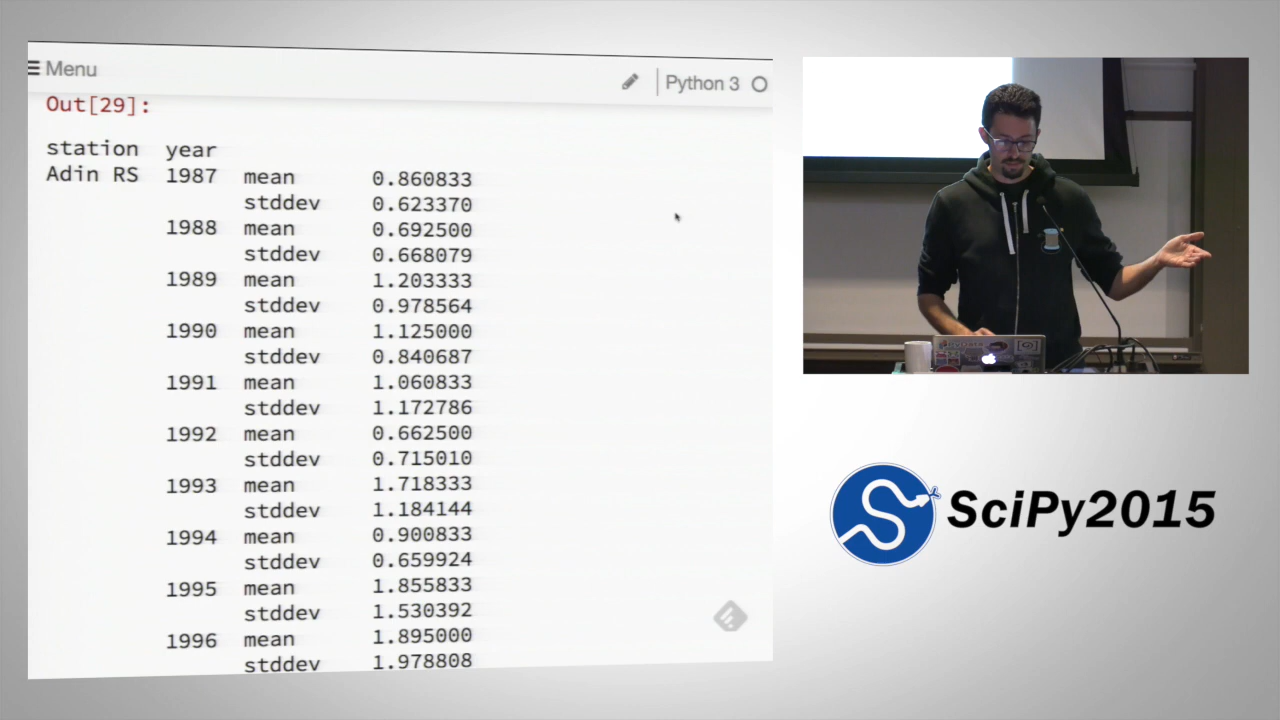 Menu
Python 3
Out[29]:
station year
Adin RS 1987 mean 0.860833
stddev 0.623370
1988 mean 0.692500
stddev 0.668079
1989 mean 1.203333
stddev 0.978564
1990 mean 1.125000
stddev 0.840687
1991 mean 1.060833
stddev 1.172786
1992 mean 0.662500
stddev 0.715010
1993 mean 1.718333
stddev 1.184144
1994 mean 0.900833
stddev 0.659924
1995 mean 1.855833
stddev 1.530392
1996 mean 1.895000
stddev 1.978808
SciPy2015